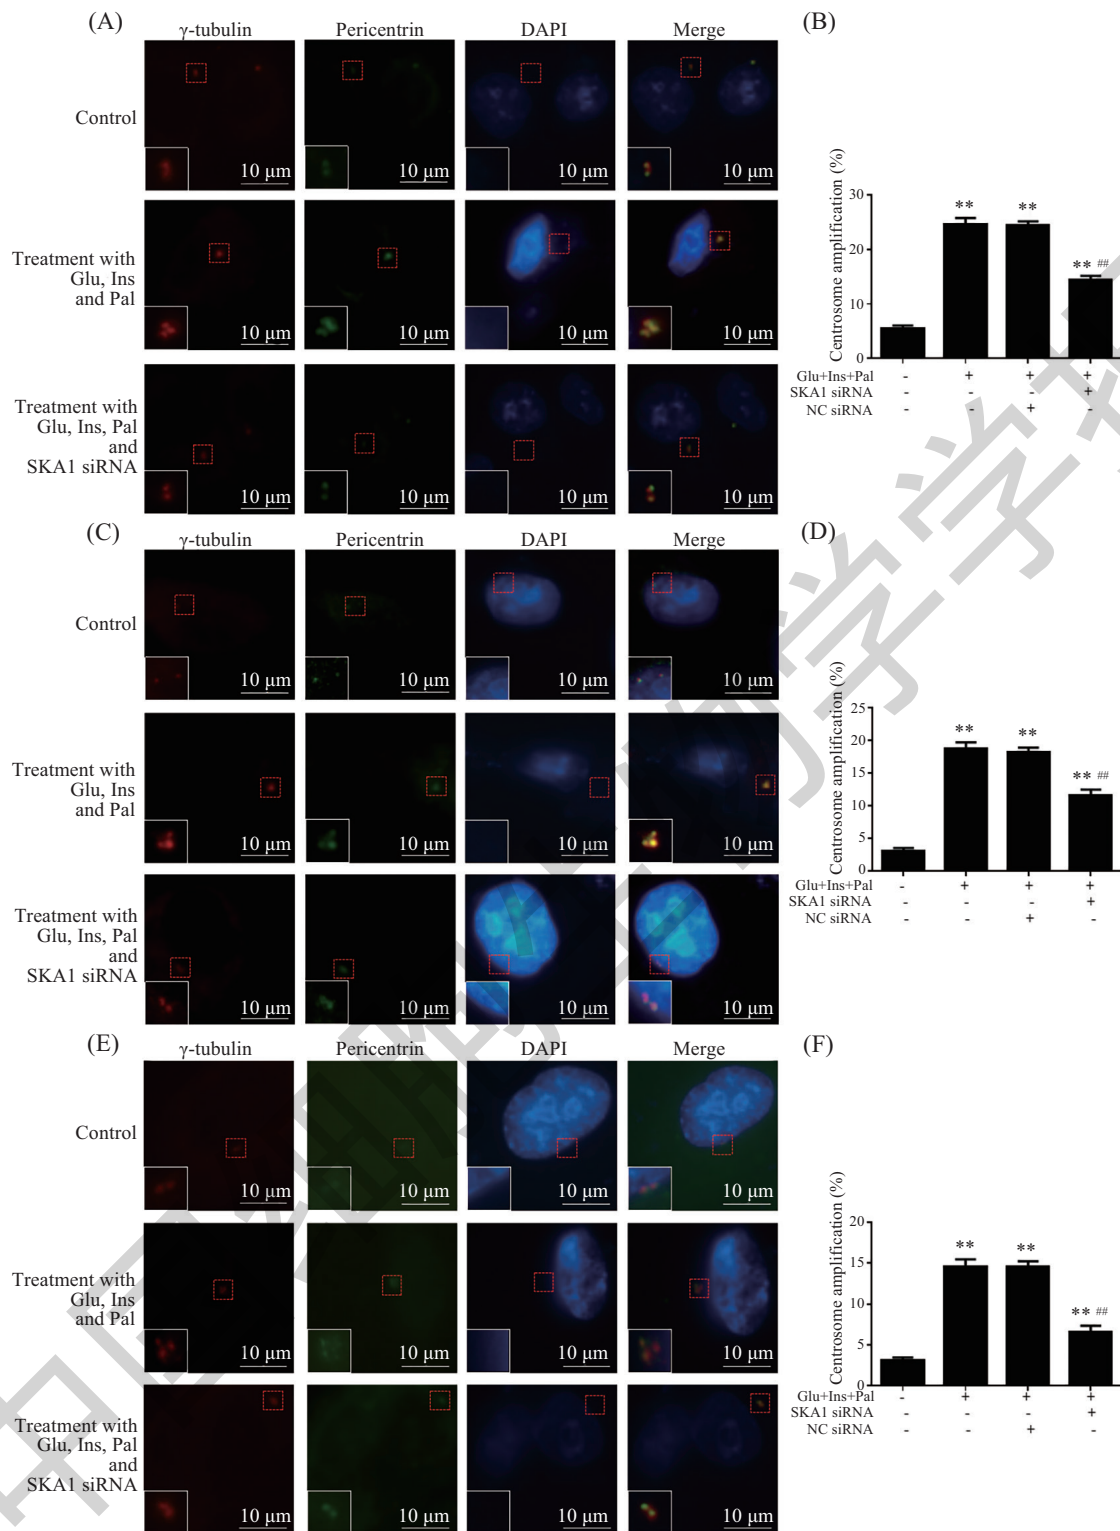 (A)
γ-tubulin Pericentrin DAPI Merge
Control
10 μm 10 μm 10 μm 10 μm
Treatment with
Glu, Ins
and Pal
10 μm 10 μm 10 μm 10 μm
Treatment with
Glu, Ins, Pal
and
SKA1 siRNA
10 μm 10 μm 10 μm 10 μm
(B)
Centrosome amplification (%)
30
20
10
0
** ** ** ##
Glu+Ins+Pal - + + +
SKA1 siRNA - - - +
NC siRNA - - + -
(C)
γ-tubulin Pericentrin DAPI Merge
Control
10 μm 10 μm 10 μm 10 μm
Treatment with
Glu, Ins
and Pal
10 μm 10 μm 10 μm 10 μm
Treatment with
Glu, Ins, Pal
and
SKA1 siRNA
10 μm 10 μm 10 μm 10 μm
(D)
Centrosome amplification (%)
25
20
15
10
5
0
** ** ** ##
Glu+Ins+Pal - + + +
SKA1 siRNA - - - +
NC siRNA - - + -
(E)
γ-tubulin Pericentrin DAPI Merge
Control
10 μm 10 μm 10 μm 10 μm
Treatment with
Glu, Ins
and Pal
10 μm 10 μm 10 μm 10 μm
Treatment with
Glu, Ins, Pal
and
SKA1 siRNA
10 μm 10 μm 10 μm 10 μm
(F)
Centrosome amplification (%)
20
15
10
5
0
** ** ** ##
Glu+Ins+Pal - + + +
SKA1 siRNA - - - +
NC siRNA - - + -
中国细胞生物学学报